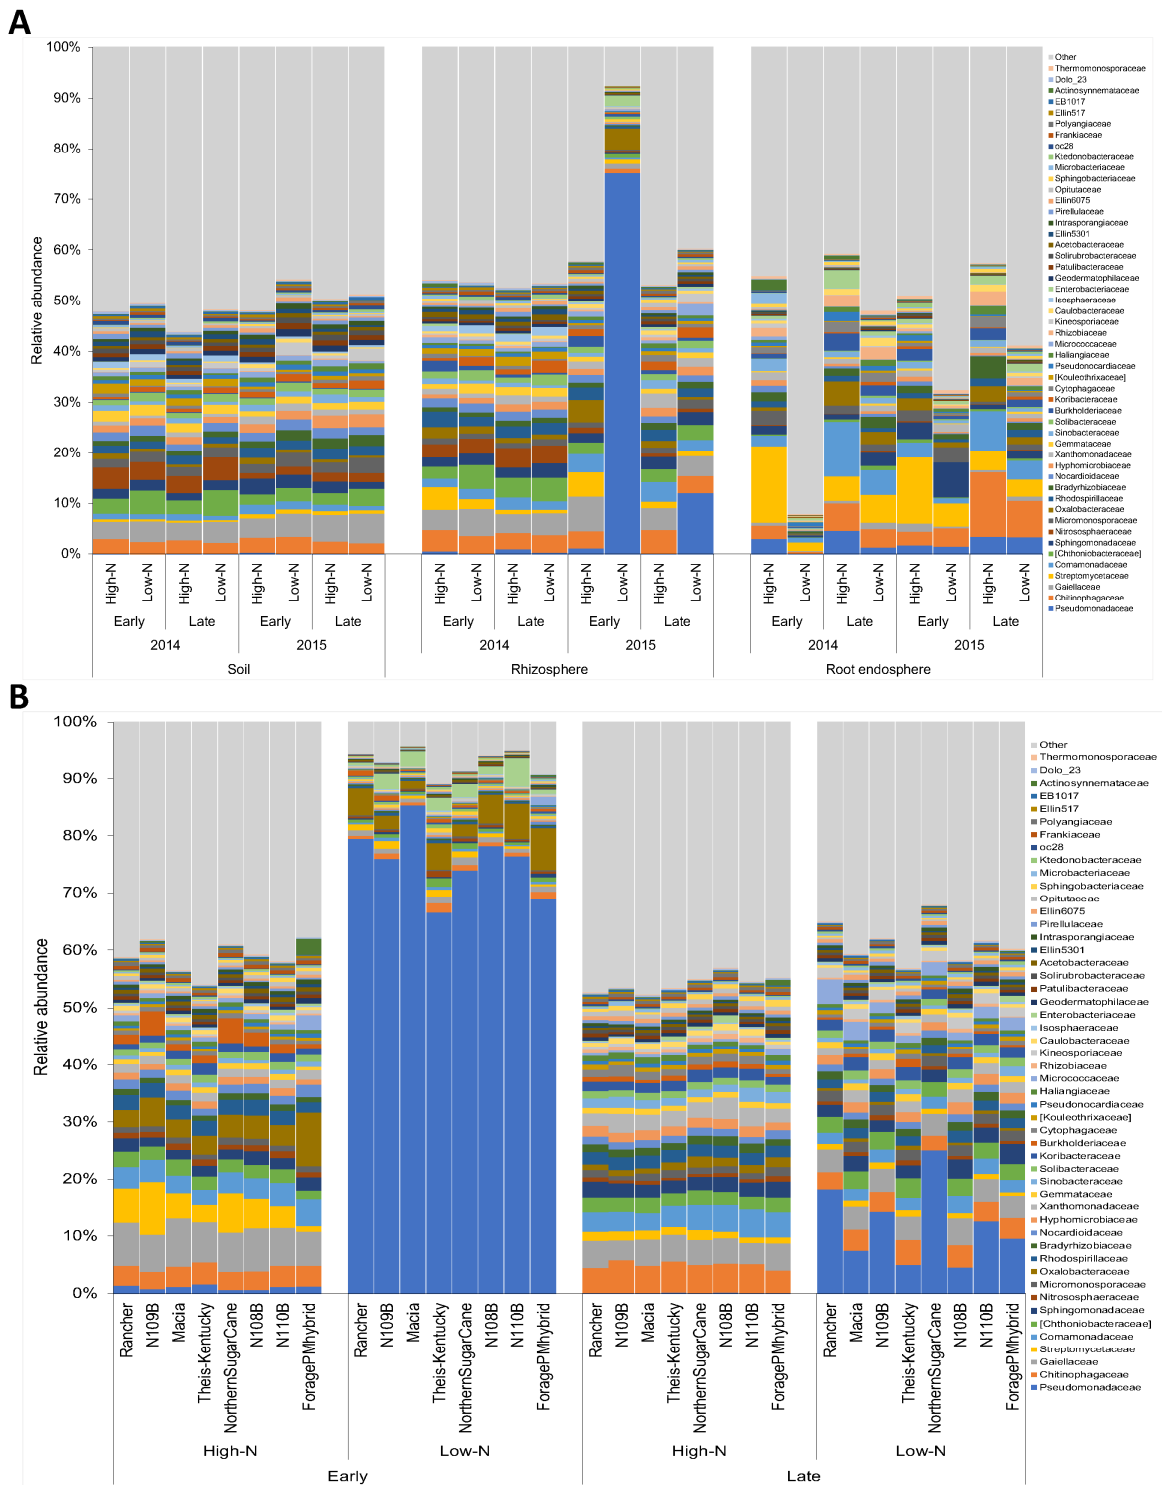 A
100%
90%
80%
70%
60%
50%
40%
30%
20%
10%
0%
Relative abundance
High-N Low-N High-N Low-N High-N Low-N High-N Low-N High-N Low-N High-N Low-N High-N Low-N High-N Low-N High-N Low-N High-N Low-N High-N Low-N High-N Low-N
Early Late Early Late Early Late Early Late Early Late Early Late
2014 2015 2014 2015 2014 2015
Soil Rhizosphere Root endosphere
Other
Thermomonosporaceae
Dolo_23
Actinosynnemataceae
EB1017
Ellin517
Polyangiaceae
Frankiaceae
oc28
Ktedonobacteraceae
Microbacteriaceae
Sphingobacteriaceae
Opitutaceae
Ellin6075
Pirellulaceae
Intrasporangiaceae
Ellin5301
Acetobacteraceae
Solirubrobacteraceae
Patulibacteraceae
Geodermatophilaceae
Enterobacteriaceae
Isosphaeraceae
Caulobacteraceae
Kineosporiaceae
Rhizobiaceae
Micrococcaceae
Haliangiaceae
Pseudonocardiaceae
[Kouleothrixaceae]
Cytophagaceae
Koribacteraceae
Burkholderiaceae
Solibacteraceae
Sinobacteraceae
Gemmataceae
Xanthomonadaceae
Hyphomicrobiaceae
Nocardioidaceae
Bradyrhizobiaceae
Rhodospirillaceae
Oxalobacteraceae
Micromonosporaceae
Nitrososphaeraceae
Sphingomonadaceae
[Chthoniobacteraceae]
Comamonadaceae
Streptomycetaceae
Gaiellaceae
Chitinophagaceae
Pseudomonadaceae
B
100%
90%
80%
70%
60%
50%
40%
30%
20%
10%
0%
Relative abundance
Rancher N109B Macia Theis-Kentucky NorthernSugarCane N108B N110B ForagePMhybrid Rancher N109B Macia Theis-Kentucky NorthernSugarCane N108B N110B ForagePMhybrid Rancher N109B Macia Theis-Kentucky NorthernSugarCane N108B N110B ForagePMhybrid Rancher Macia N109B Theis-Kentucky NorthernSugarCane N108B N110B ForagePMhybrid
High-N Low-N High-N Low-N
Early Late
Other
Thermomonosporaceae
Dolo_23
Actinosynnemataceae
EB1017
Ellin517
Polyangiaceae
Frankiaceae
oc28
Ktedonobacteraceae
Microbacteriaceae
Sphingobacteriaceae
Opitutaceae
Ellin6075
Pirellulaceae
Intrasporangiaceae
Ellin5301
Acetobacteraceae
Solirubrobacteraceae
Patulibacteraceae
Geodermatophilaceae
Enterobacteriaceae
Isosphaeraceae
Caulobacteraceae
Kineosporiaceae
Rhizobiaceae
Micrococcaceae
Haliangiaceae
Pseudonocardiaceae
[Kouleothrixaceae]
Cytophagaceae
Burkholderiaceae
Koribacteraceae
Solibacteraceae
Sinobacteraceae
Gemmataceae
Xanthomonadaceae
Hyphomicrobiaceae
Nocardioidaceae
Bradyrhizobiaceae
Rhodospirillaceae
Oxalobacteraceae
Micromonosporaceae
Nitrososphaeraceae
Sphingomonadaceae
[Chthoniobacteraceae]
Comamonadaceae
Streptomycetaceae
Gaiellaceae
Chitinophagaceae
Pseudomonadaceae